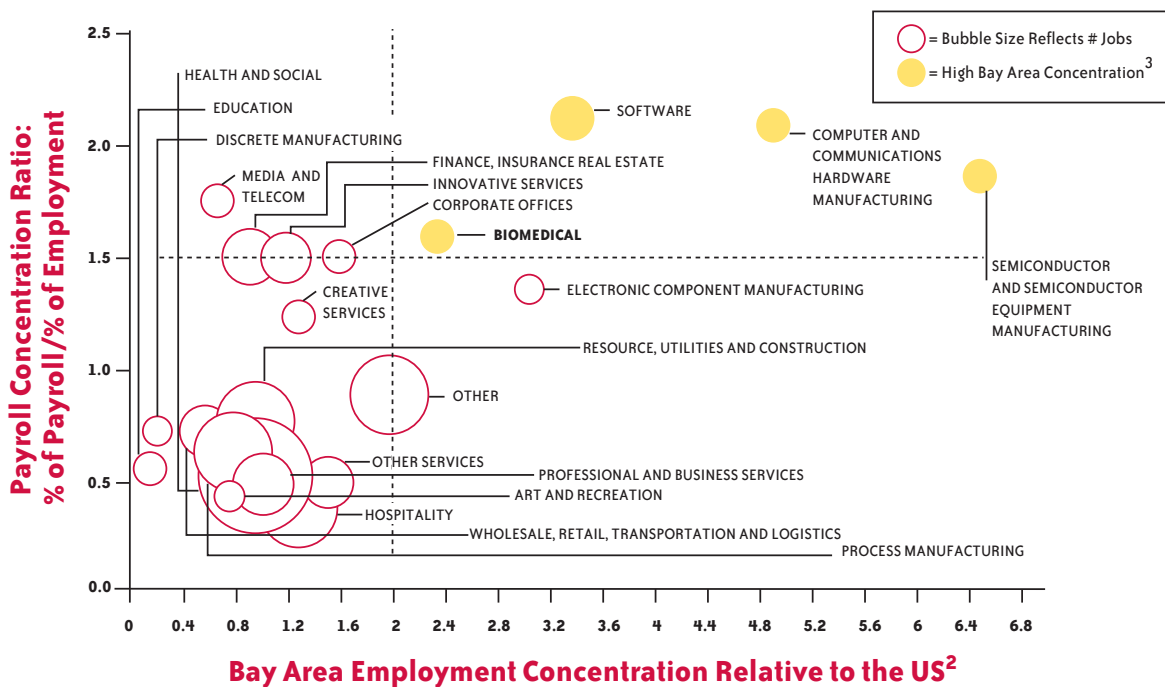 Payroll Concentration Ratio:
% of Payroll/% of Employment
2.5
2.0
1.5
1.0
0.5
0.0
= Bubble Size Reflects # Jobs
= High Bay Area Concentration3
HEALTH AND SOCIAL
EDUCATION
DISCRETE MANUFACTURING
MEDIA AND
TELECOM
FINANCE, INSURANCE REAL ESTATE
INNOVATIVE SERVICES
CORPORATE OFFICES
SOFTWARE
COMPUTER AND
COMMUNICATIONS
HARDWARE
MANUFACTURING
BIOMEDICAL
SEMICONDUCTOR
AND SEMICONDUCTOR
EQUIPMENT
MANUFACTURING
ELECTRONIC COMPONENT MANUFACTURING
CREATIVE
SERVICES
RESOURCE, UTILITIES AND CONSTRUCTION
OTHER
OTHER SERVICES
PROFESSIONAL AND BUSINESS SERVICES
ART AND RECREATION
HOSPITALITY
WHOLESALE, RETAIL, TRANSPORTATION AND LOGISTICS
PROCESS MANUFACTURING
0 0.4 0.8 1.2 1.6 2 2.4 2.8 3.2 3.6 4 4.4 4.8 5.2 5.6 6 6.4 6.8
Bay Area Employment Concentration Relative to the US2